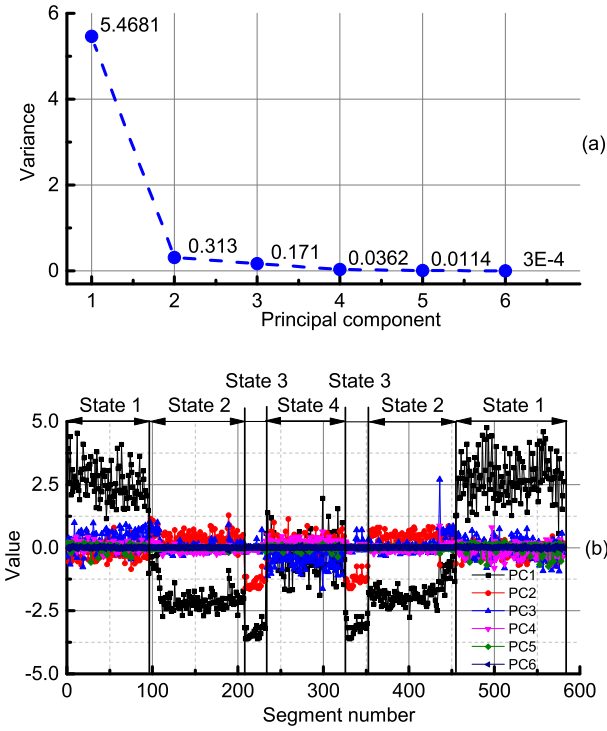 6
5.4681
4
Variance
(a)
2
0.313
0.171
0.0362
0.0114
3E-4
0
1 2 3 4 5 6
Principal component
State 3 State 3
State 1 State 2 State 4 State 2 State 1
5.0
2.5
Value
0.0
(b)
PC1
PC2
PC3
PC4
PC5
PC6
-2.5
-5.0
0 100 200 300 400 500 600
Segment number